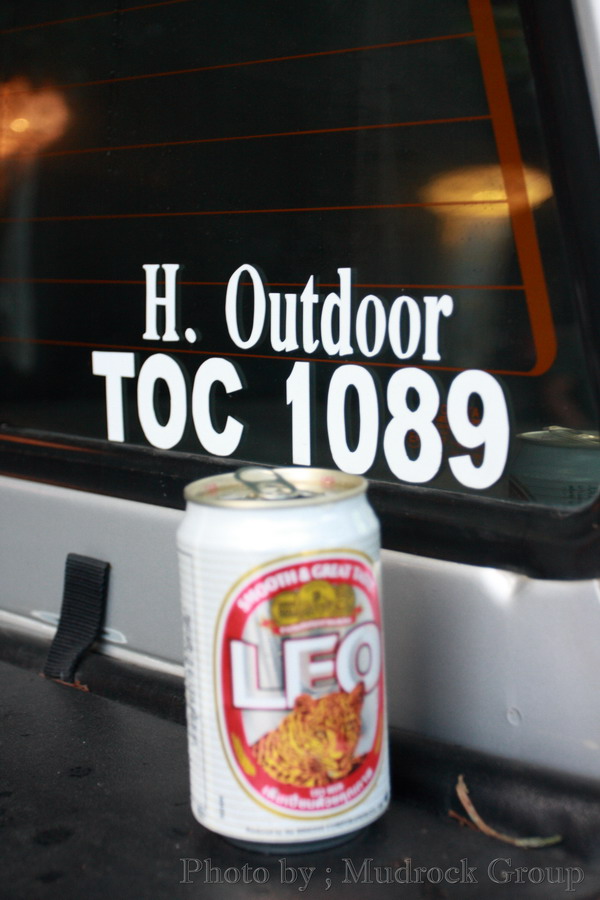 H. Outdoor
TOC 1089
SMOOTH & GREAT TASTE
LEO
Photo by ; Mudrock Group